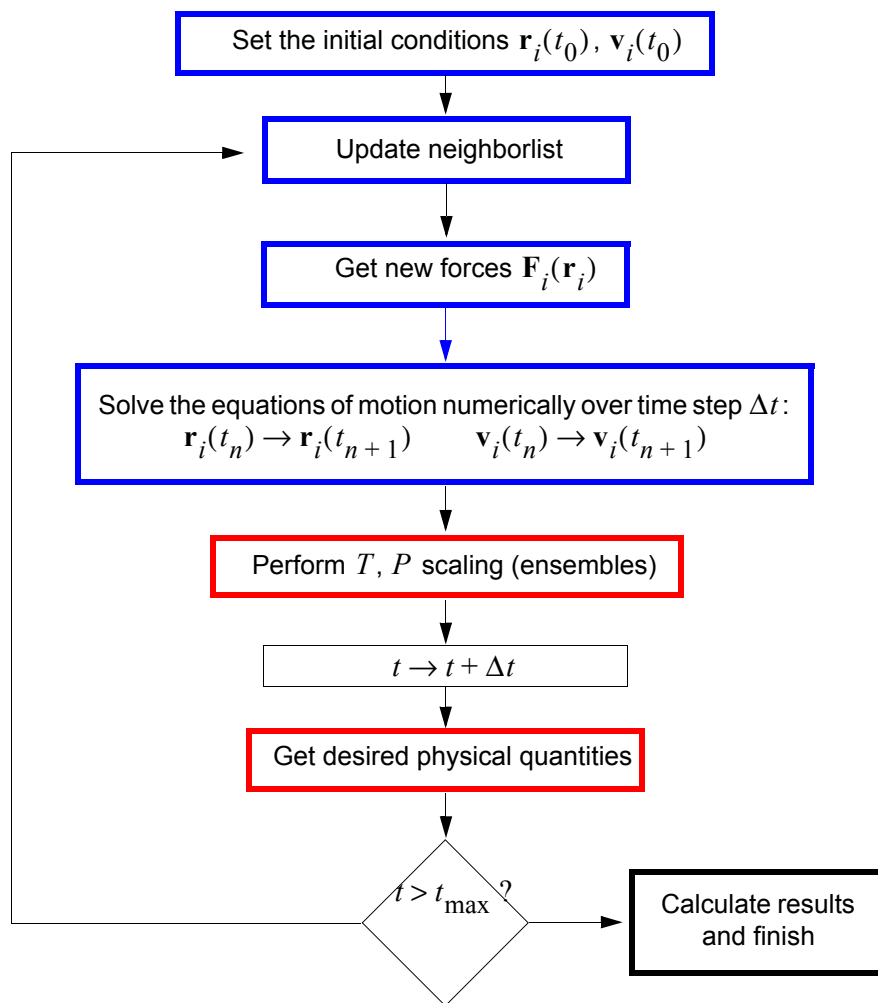 Set the initial conditions r_i(t_0), v_i(t_0)
Update neighborlist
Get new forces F_i(r_i)
Solve the equations of motion numerically over time step Δt:
r_i(t_n) → r_i(t_{n + 1}) v_i(t_n) → v_i(t_{n + 1})
Perform T, P scaling (ensembles)
t → t + Δt
Get desired physical quantities
t > t_max ?
Calculate results
and finish